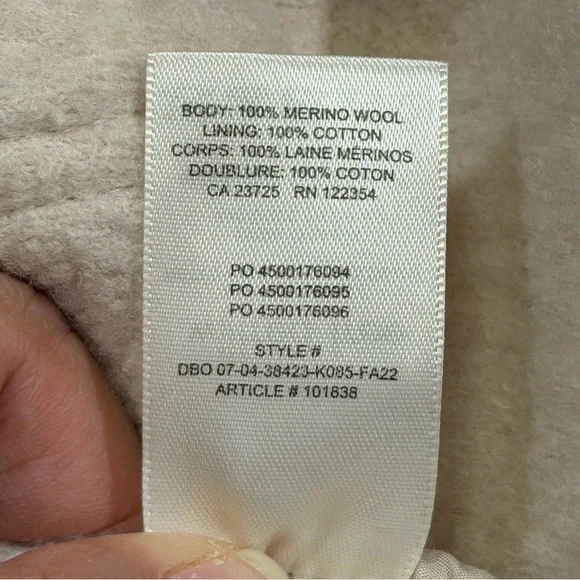 BODY: 100% MERINO WOOL
LINING: 100% COTTON
CORPS: 100% LAINE MERINOS
DOUBLURE: 100% COTON
CA 23725 RN 122354
PO 4500176094
PO 4500176095
PO 4500176096
STYLE #
DBO 07-04-38423-K085-FA22
ARTICLE # 101838